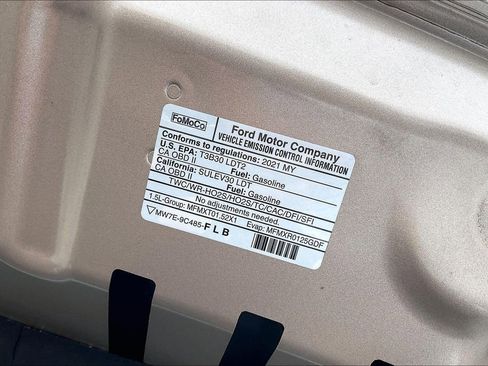 FoMoCo
Ford Motor Company
VEHICLE EMISSION CONTROL INFORMATION
Conforms to regulations: 2021 MY
U.S. EPA: T3B30 LDT2 Fuel: Gasoline
CA OBD II
California: SULEV30 LDT Fuel: Gasoline
CA OBD II
TWC/WR-HO2S/HO2S/TC/CAC/DFI/SFI
No adjustments needed.
1.5L-Group: MFMXT01.52X1 Evap: MFMXR0125GDF
MW7E-9C485-FLB